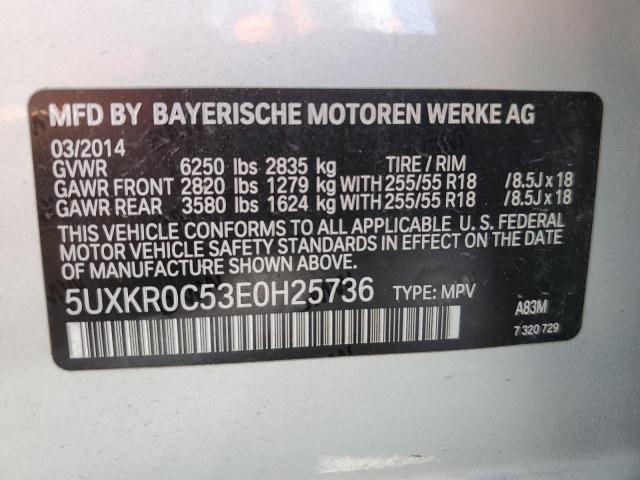 MFD BY BAYERISCHE MOTOREN WERKE AG
03/2014
GVWR 6250 lbs 2835 kg TIRE / RIM
GAWR FRONT 2820 lbs 1279 kg WITH 255/55 R18 /8.5J x 18
GAWR REAR 3580 lbs 1624 kg WITH 255/55 R18 /8.5J x 18
THIS VEHICLE CONFORMS TO ALL APPLICABLE U. S. FEDERAL
MOTOR VEHICLE SAFETY STANDARDS IN EFFECT ON THE DATE
OF MANUFACTURE SHOWN ABOVE.
5UXKR0C53E0H25736 TYPE: MPV
A83M
7 320 729